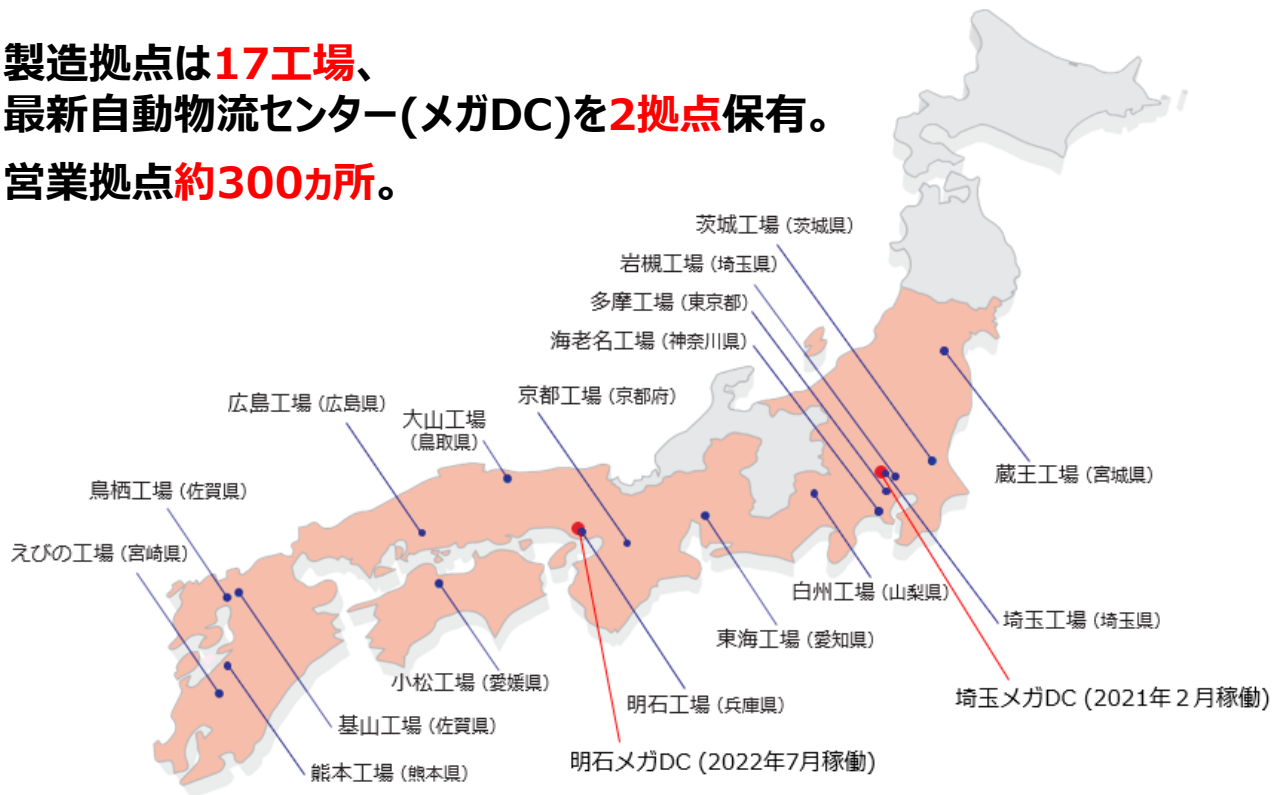 製造拠点は17工場、
最新自動物流センター(メガDC)を2拠点保有。
営業拠点約300ヵ所。
茨城工場 (茨城県)
岩槻工場 (埼玉県)
多摩工場 (東京都)
海老名工場 (神奈川県)
京都工場 (京都府)
広島工場 (広島県)
大山工場
(鳥取県)
蔵王工場 (宮城県)
鳥栖工場 (佐賀県)
えびの工場 (宮崎県)
白州工場 (山梨県)
埼玉工場 (埼玉県)
東海工場 (愛知県)
小松工場 (愛媛県)
明石工場 (兵庫県)
埼玉メガDC (2021年2月稼働)
基山工場 (佐賀県)
明石メガDC (2022年7月稼働)
熊本工場 (熊本県)